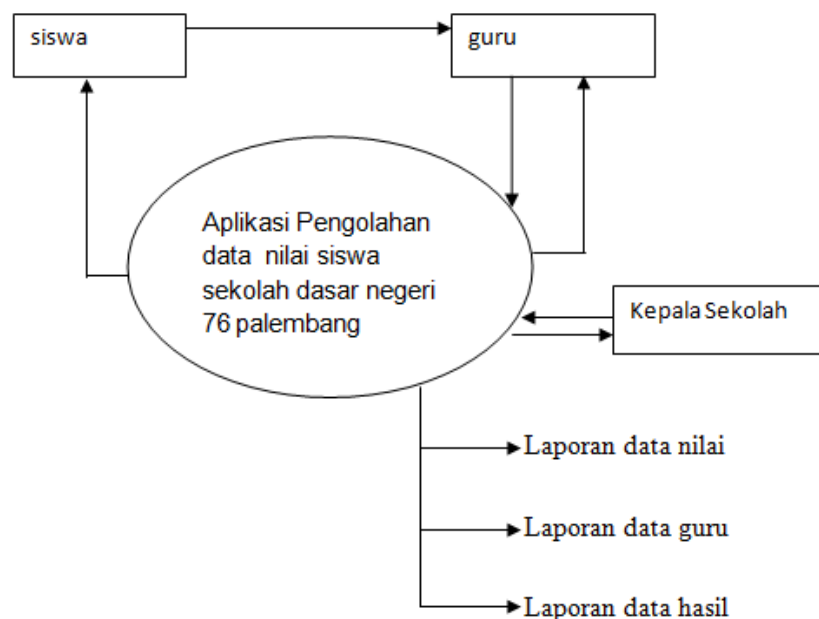 siswa
guru
Aplikasi Pengolahan
data nilai siswa
sekolah dasar negeri
76 palembang
Kepala Sekolah
Laporan data nilai
Laporan data guru
Laporan data hasil